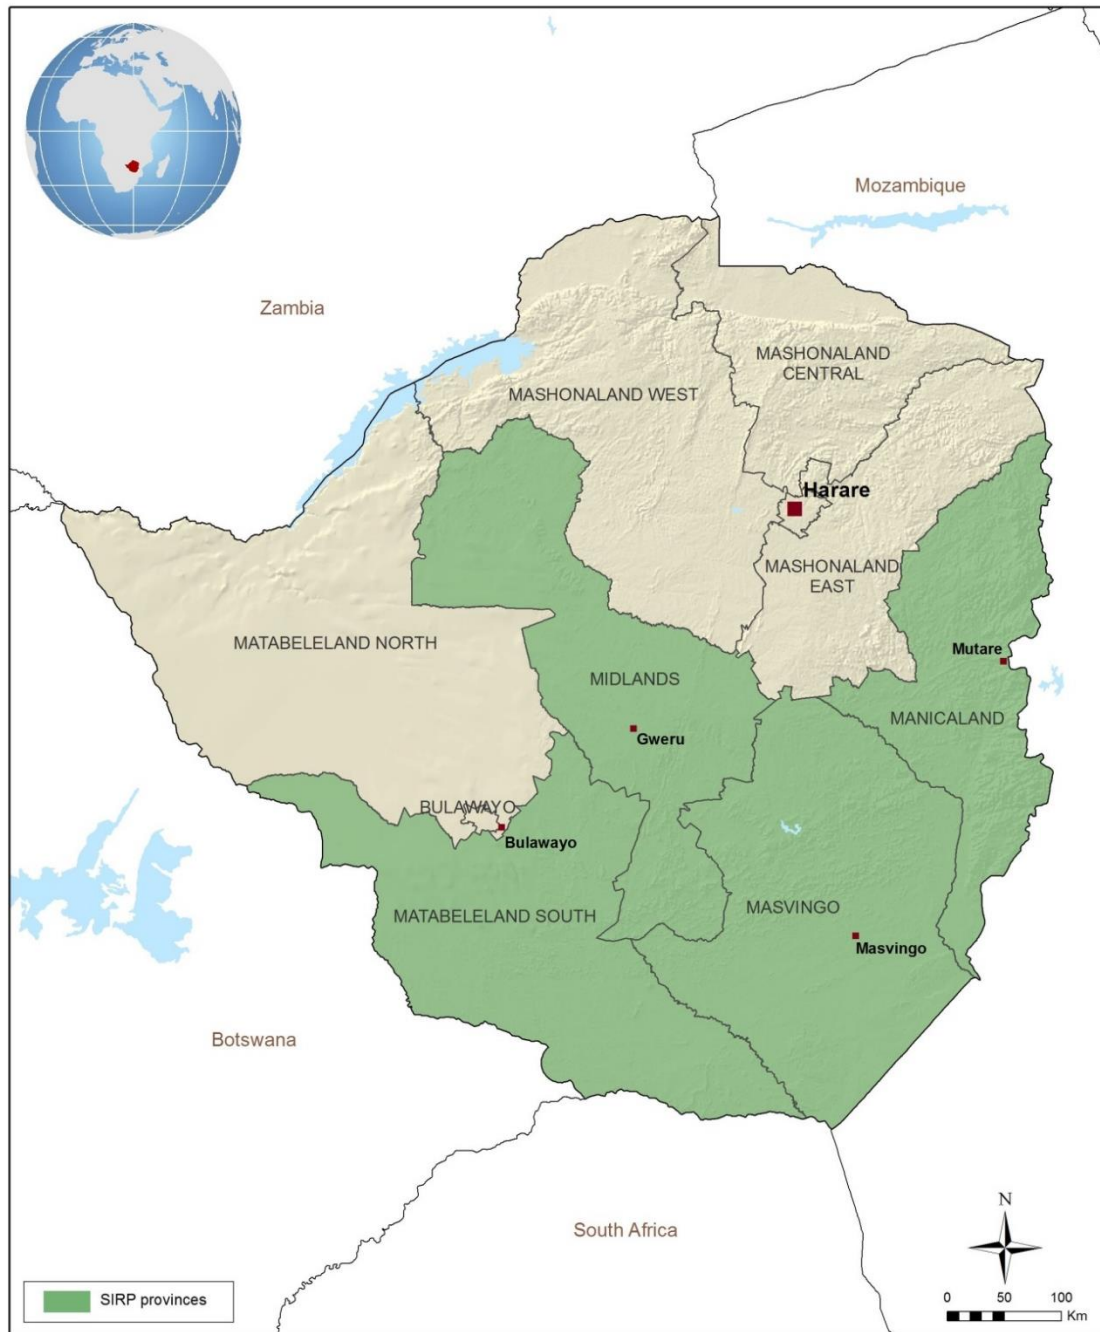 Mozambique
Zambia
MASHONALAND
CENTRAL
MASHONALAND WEST
Harare
MASHONALAND
EAST
MATABELELAND NORTH
Mutare
MIDLANDS
MANICALAND
Gweru
BULAWAYO
Bulawayo
MATABELELAND SOUTH
MASVINGO
Masvingo
Botswana
South Africa
N
SIRP provinces
0 50 100
Km